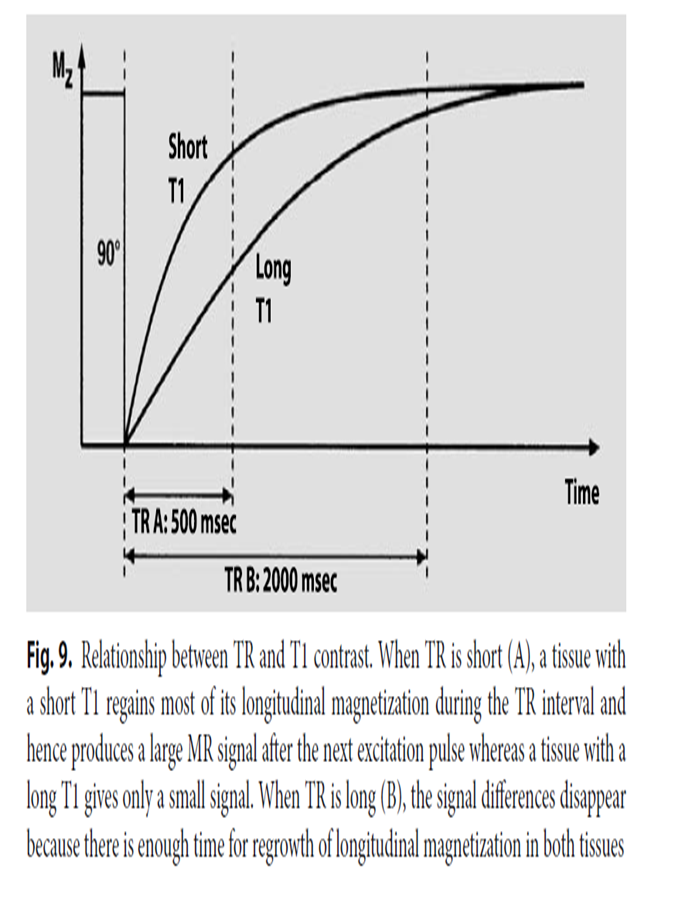 Mz
Short
T1
90°
Long
T1
Time
TR A: 500 msec
TR B: 2000 msec
Fig. 9. Relationship between TR and T1 contrast. When TR is short (A), a tissue with
a short T1 regains most of its longitudinal magnetization during the TR interval and
hence produces a large MR signal after the next excitation pulse whereas a tissue with a
long T1 gives only a small signal. When TR is long (B), the signal differences disappear
because there is enough time for regrowth of longitudinal magnetization in both tissues